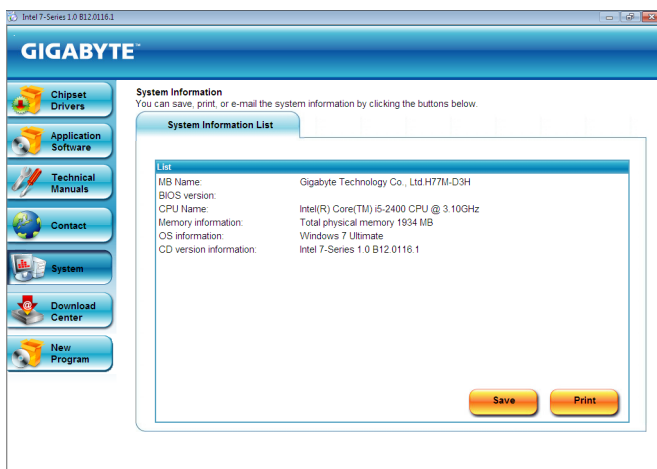 Intel 7-Series 1.0 B12.0116.1
GIGABYTE™
Chipset
Drivers
Application
Software
Technical
Manuals
Contact
System
Download
Center
New
Program
System Information
You can save, print, or e-mail the system information by clicking the buttons below.
System Information List
List
MB Name: Gigabyte Technology Co., Ltd.H77M-D3H
BIOS version:
CPU Name: Intel(R) Core(TM) i5-2400 CPU @ 3.10GHz
Memory information: Total physical memory 1934 MB
OS information: Windows 7 Ultimate
CD version information: Intel 7-Series 1.0 B12.0116.1
Save Print